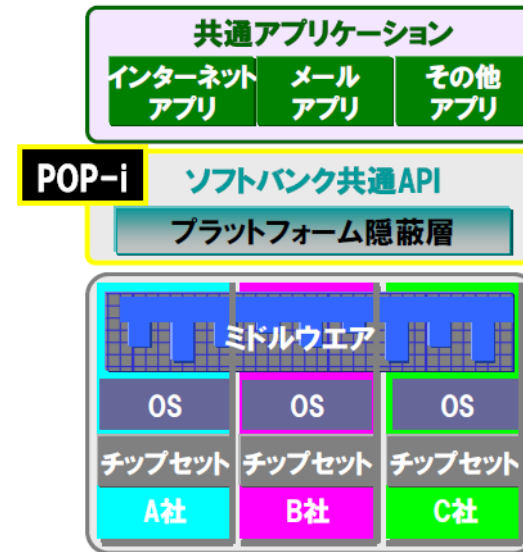 共通アプリケーション
インターネット
アプリ
メール
アプリ
その他
アプリ
POP-i
ソフトバンク共通API
プラットフォーム隠蔽層
ミドルウエア
OS
OS
OS
チップセット
チップセット
チップセット
A社
B社
C社